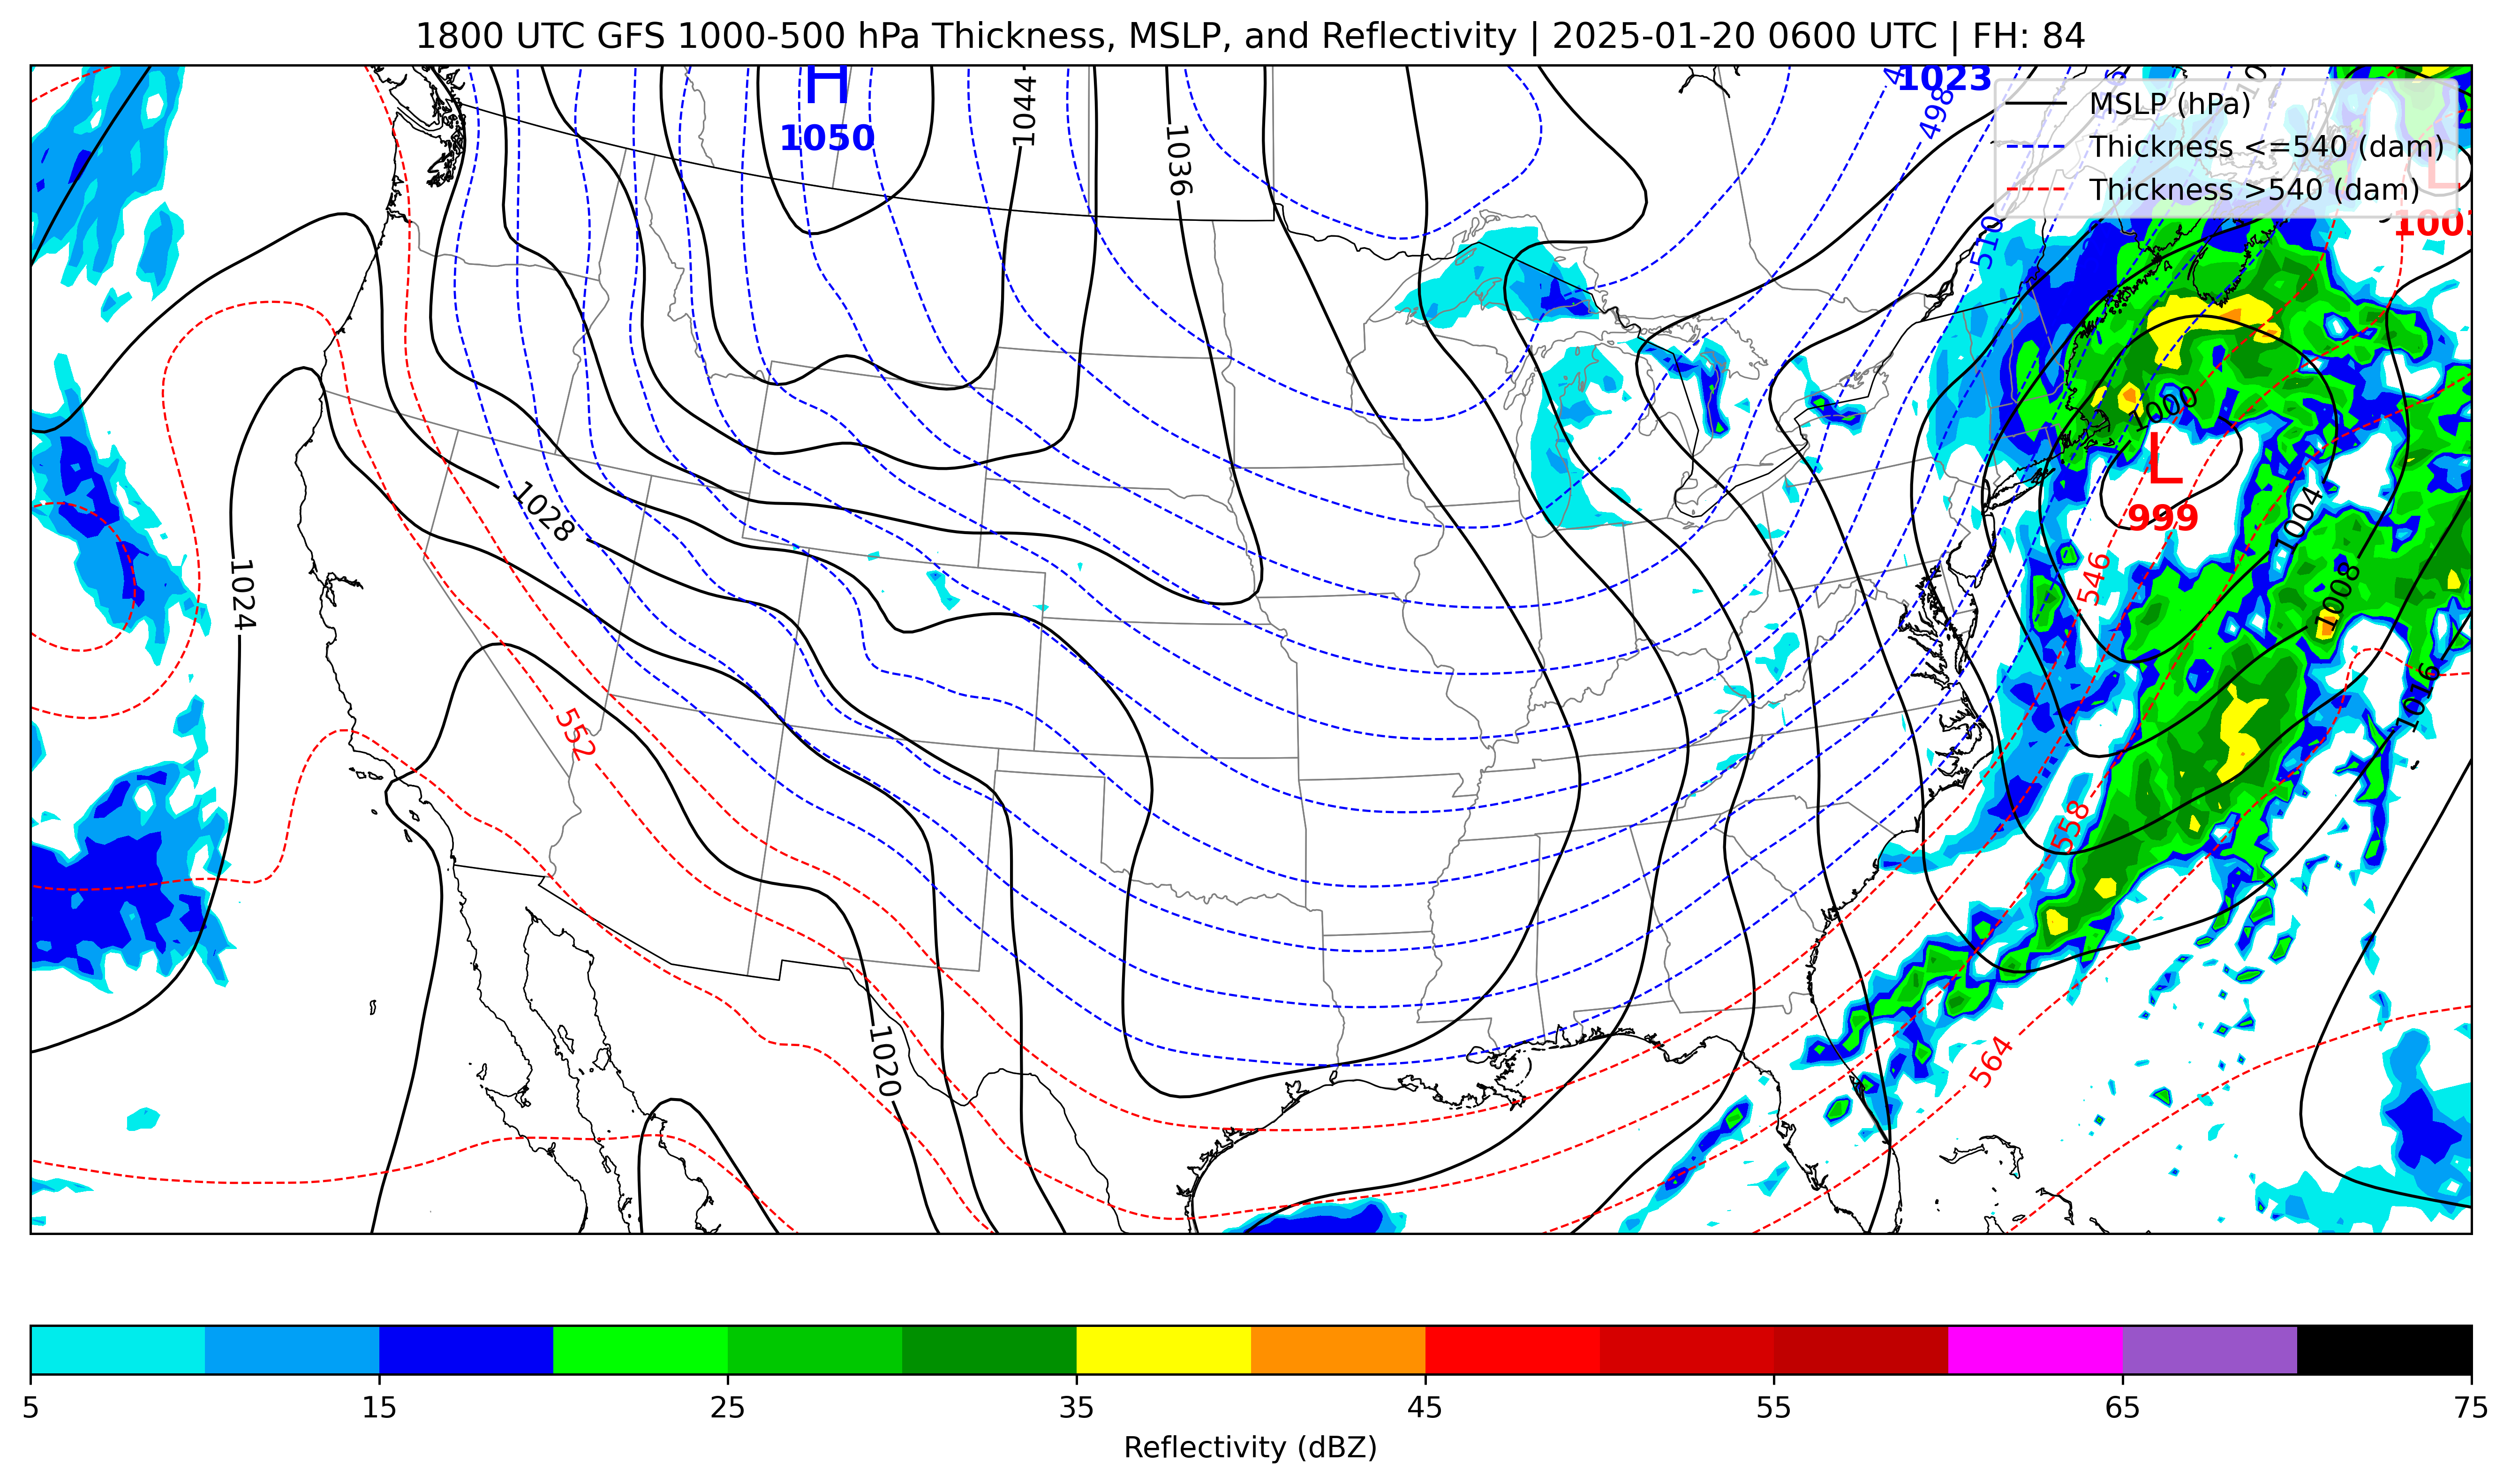 1800 UTC GFS 1000-500 hPa Thickness, MSLP, and Reflectivity | 2025-01-20 0600 UTC | FH: 84
H
1050
1044
1036
1023
498
510
MSLP (hPa)
Thickness <=540 (dam)
Thickness >540 (dam)
L
1000
L
999
1004
1028
1024
546
1008
1016
552
558
564
1020
5 15 25 35 45 55 65 75
Reflectivity (dBZ)